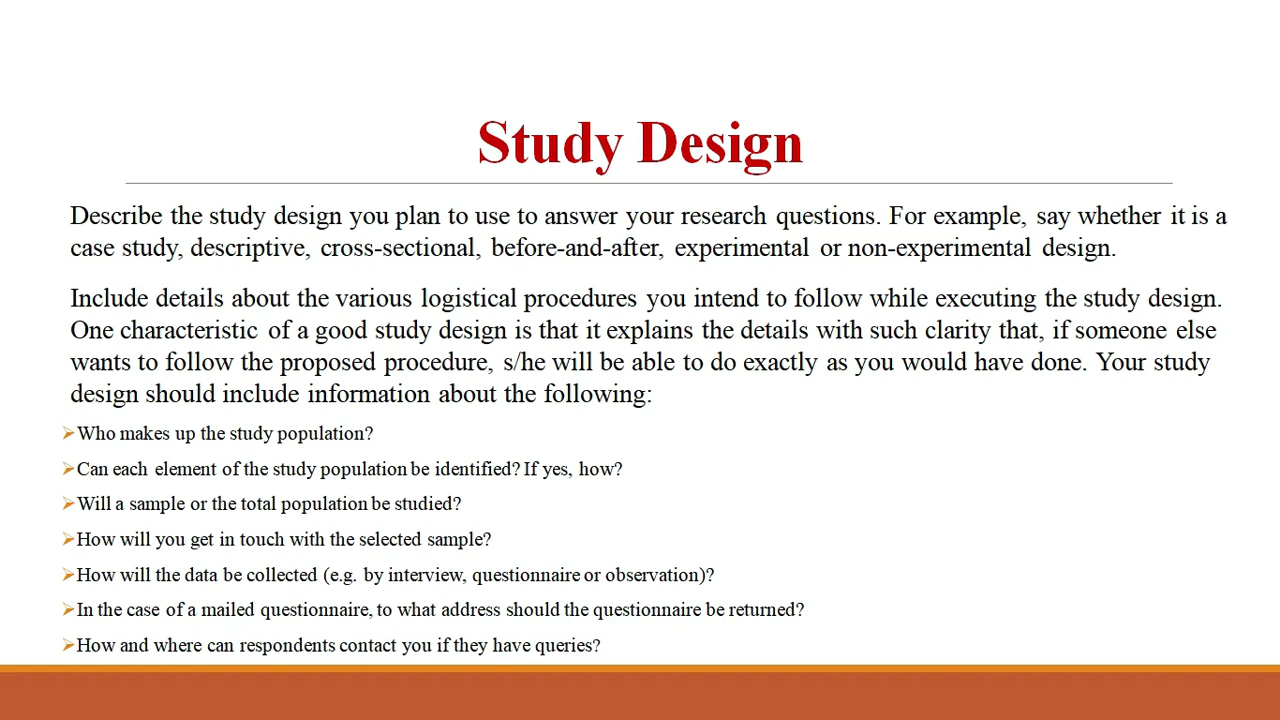 Study Design
Describe the study design you plan to use to answer your research questions. For example, say whether it is a
case study, descriptive, cross-sectional, before-and-after, experimental or non-experimental design.
Include details about the various logistical procedures you intend to follow while executing the study design.
One characteristic of a good study design is that it explains the details with such clarity that, if someone else
wants to follow the proposed procedure, s/he will be able to do exactly as you would have done. Your study
design should include information about the following:
➢Who makes up the study population?
➢Can each element of the study population be identified? If yes, how?
➢Will a sample or the total population be studied?
➢How will you get in touch with the selected sample?
➢How will the data be collected (e.g. by interview, questionnaire or observation)?
➢In the case of a mailed questionnaire, to what address should the questionnaire be returned?
➢How and where can respondents contact you if they have queries?